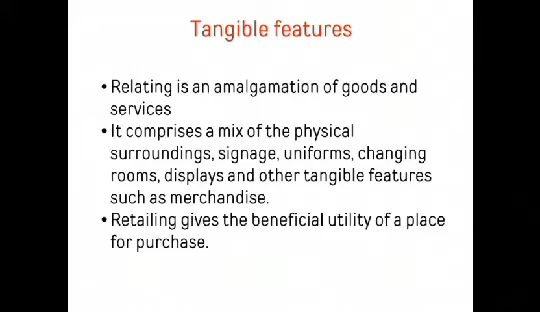 Tangible features
• Relating is an amalgamation of goods and
services
• It comprises a mix of the physical
surroundings, signage, uniforms, changing
rooms, displays and other tangible features
such as merchandise.
• Retailing gives the beneficial utility of a place
for purchase.